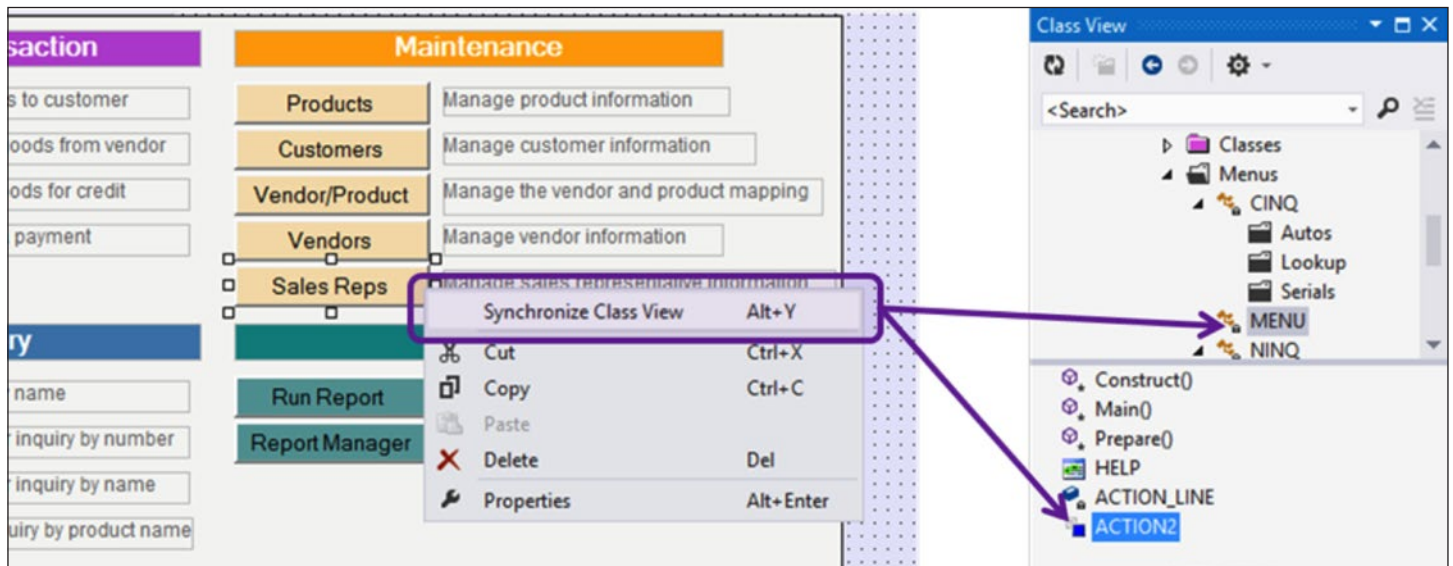 saction
Maintenance
s to customer
Products
Manage product information
oods from vendor
Customers
Manage customer information
ods for credit
Vendor/Product
Manage the vendor and product mapping
payment
Vendors
Manage vendor information
Sales Reps
Manage sales representative information
Synchronize Class View Alt+Y
Cut Ctrl+X
Copy Ctrl+C
Paste
Delete Del
Properties Alt+Enter
ry
name
Run Report
r inquiry by number
Report Manager
r inquiry by name
uiry by product name
Class View
<Search>
Classes
Menus
CINQ
Autos
Lookup
Serials
MENU
NINQ
Construct()
Main()
Prepare()
HELP
ACTION_LINE
ACTION2